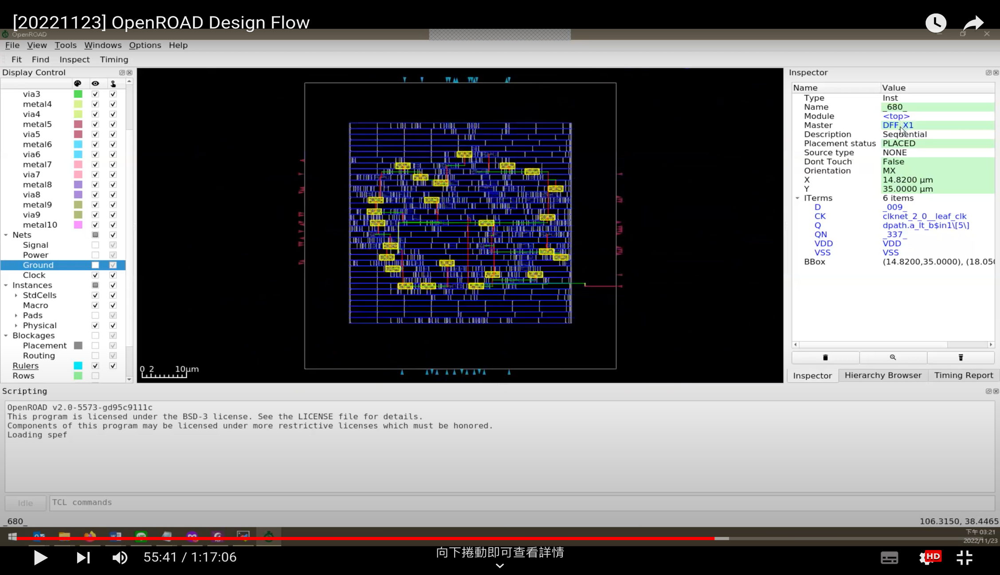 [20221123] OpenROAD Design Flow
OpenROAD
File View Tools Windows Options Help
Fit Find Inspect Timing
Display Control
via3
metal4
via4
metal5
via5
metal6
via6
metal7
via7
metal8
via8
metal9
via9
metal10
Nets
Signal
Power
Ground
Clock
Instances
StdCells
Macro
Pads
Physical
Blockages
Placement
Routing
Rulers
Rows
0 2 10μm
Inspector
Name Value
Type Inst
Name _680_
Module <top>
Master DFF_X1
Description Sequential
Placement status PLACED
Source type NONE
Dont Touch False
Orientation MX
X 14.8200 μm
Y 35.0000 μm
ITerms 6 items
D _009_
CK clknet_2_0__leaf_clk
Q dpath.a_lt_b$in1\[5\]
QN _337_
VDD VDD
VSS VSS
BBox (14.8200,35.0000), (18.05
Inspector Hierarchy Browser Timing Report
Scripting
OpenROAD v2.0-5573-gd95c9111c
This program is licensed under the BSD-3 license. See the LICENSE file for details.
Components of this program may be licensed under more restrictive licenses which must be honored.
Loading spef
Idle TCL commands
_680_ 106.3150, 38.4465
下午 03:21
2022/11/23
55:41 / 1:17:06
向下捲動即可查看詳情
HD